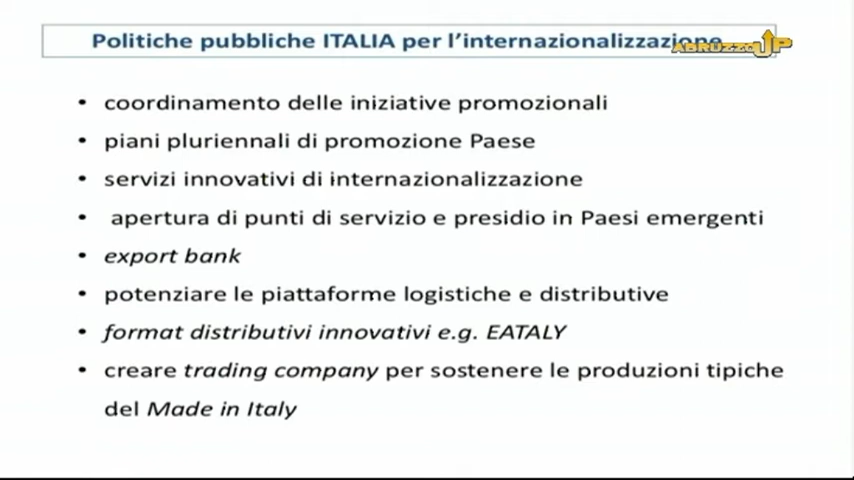 Politiche pubbliche ITALIA per l'internazionalizzazione
ABRUZZOUP
• coordinamento delle iniziative promozionali
• piani pluriennali di promozione Paese
• servizi innovativi di internazionalizzazione
• apertura di punti di servizio e presidio in Paesi emergenti
• export bank
• potenziare le piattaforme logistiche e distributive
• format distributivi innovativi e.g. EATALY
• creare trading company per sostenere le produzioni tipiche
del Made in Italy